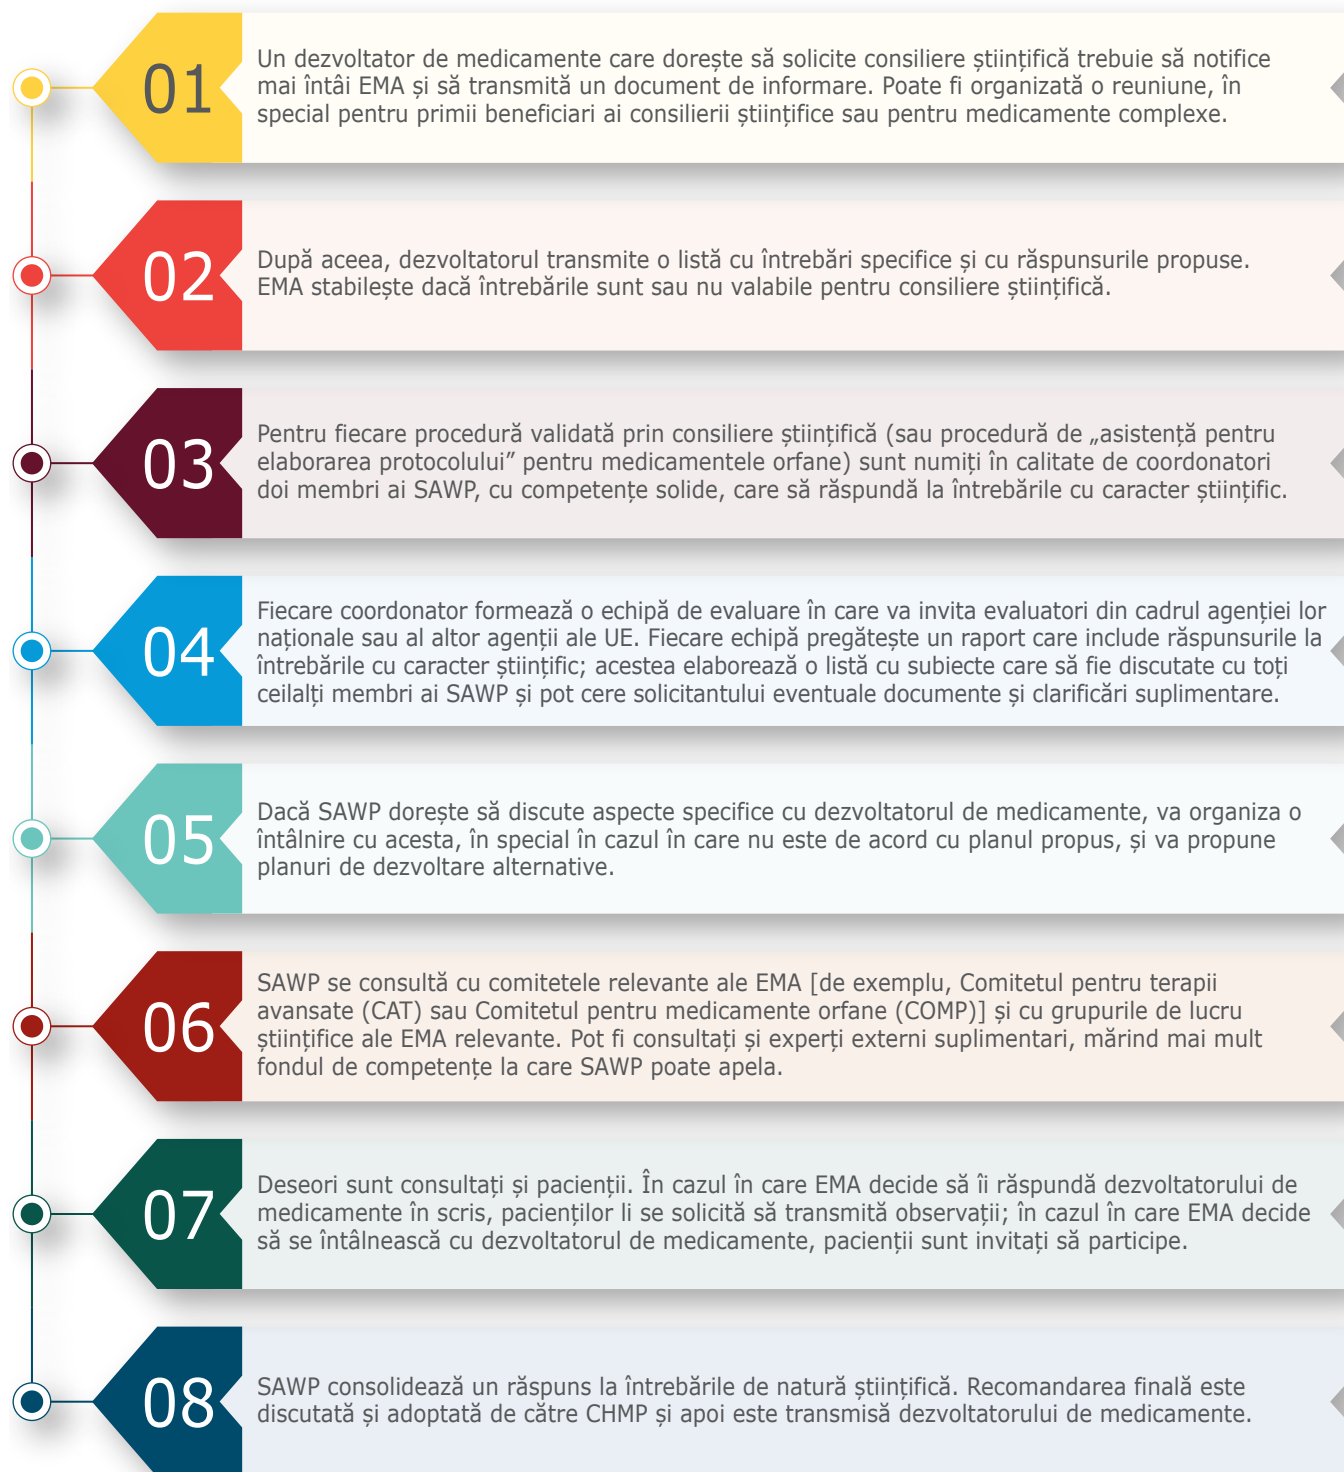 01
Un dezvoltator de medicamente care dorește să solicite consiliere științifică trebuie să notifice
mai întâi EMA și să transmită un document de informare. Poate fi organizată o reuniune, în
special pentru primii beneficiari ai consilierii științifice sau pentru medicamente complexe.
02
După aceea, dezvoltatorul transmite o listă cu întrebări specifice și cu răspunsurile propuse.
EMA stabilește dacă întrebările sunt sau nu valabile pentru consiliere științifică.
03
Pentru fiecare procedură validată prin consiliere științifică (sau procedură de „asistență pentru
elaborarea protocolului” pentru medicamentele orfane) sunt numiți în calitate de coordonatori
doi membri ai SAWP, cu competențe solide, care să răspundă la întrebările cu caracter științific.
04
Fiecare coordonator formează o echipă de evaluare în care va invita evaluatori din cadrul agenției lor
naționale sau al altor agenții ale UE. Fiecare echipă pregătește un raport care include răspunsurile la
întrebările cu caracter științific; acestea elaborează o listă cu subiecte care să fie discutate cu toți
ceilalți membri ai SAWP și pot cere solicitantului eventuale documente și clarificări suplimentare.
05
Dacă SAWP dorește să discute aspecte specifice cu dezvoltatorul de medicamente, va organiza o
întâlnire cu acesta, în special în cazul în care nu este de acord cu planul propus, și va propune
planuri de dezvoltare alternative.
06
SAWP se consultă cu comitetele relevante ale EMA [de exemplu, Comitetul pentru terapii
avansate (CAT) sau Comitetul pentru medicamente orfane (COMP)] și cu grupurile de lucru
științifice ale EMA relevante. Pot fi consultați și experți externi suplimentari, mărind mai mult
fondul de competențe la care SAWP poate apela.
07
Deseori sunt consultați și pacienții. În cazul în care EMA decide să îi răspundă dezvoltatorului de
medicamente în scris, pacienților li se solicită să transmită observații; în cazul în care EMA decide
să se întâlnească cu dezvoltatorul de medicamente, pacienții sunt invitați să participe.
08
SAWP consolidează un răspuns la întrebările de natură științifică. Recomandarea finală este
discutată și adoptată de către CHMP și apoi este transmisă dezvoltatorului de medicamente.